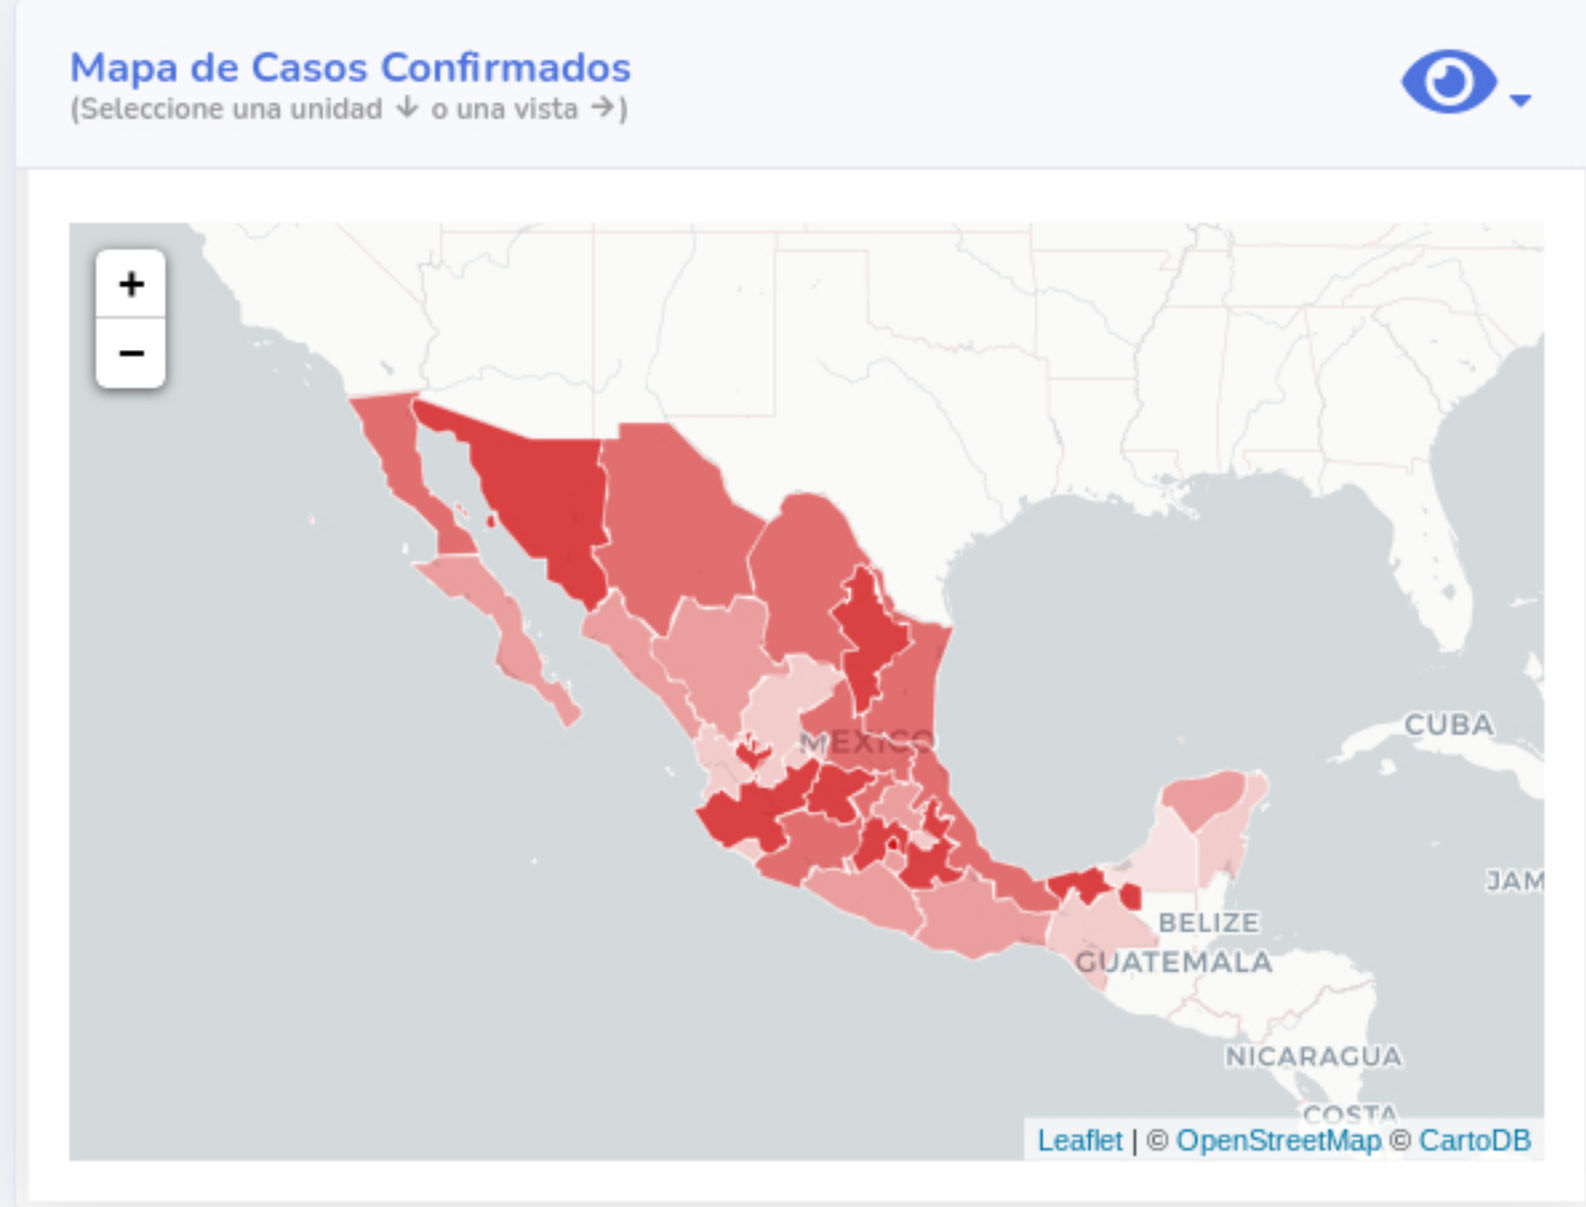 Mapa de Casos Confirmados
(Seleccione una unidad ↓ o una vista →)
+
−
MEXICO
CUBA
JAM
BELIZE
GUATEMALA
NICARAGUA
COSTA
Leaflet | © OpenStreetMap © CartoDB